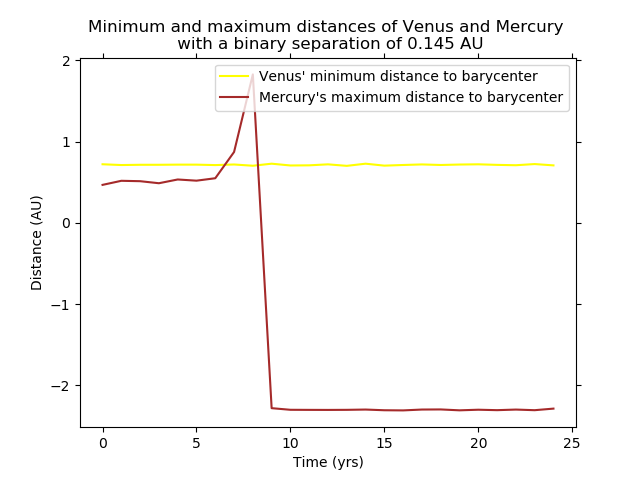 Minimum and maximum distances of Venus and Mercury
with a binary separation of 0.145 AU
Venus' minimum distance to barycenter
Mercury's maximum distance to barycenter
Distance (AU)
2
1
0
−1
−2
0 5 10 15 20 25
Time (yrs)